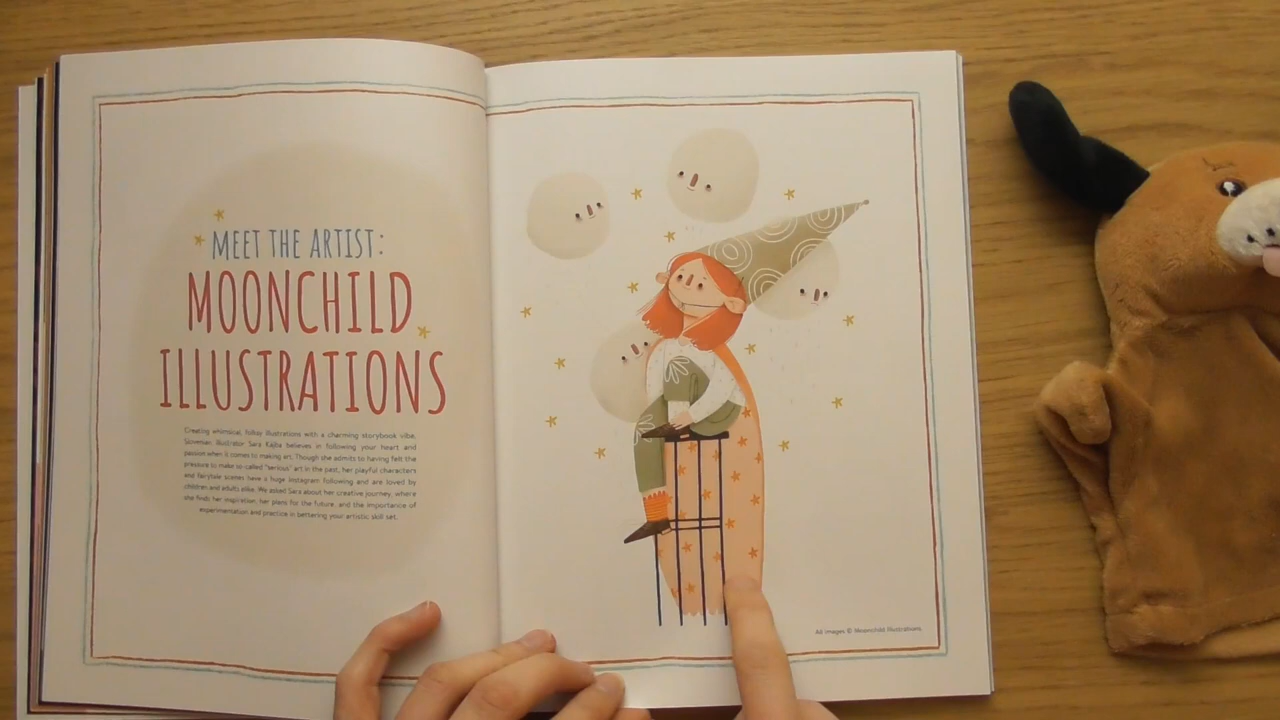 MEET THE ARTIST:
MOONCHILD
ILLUSTRATIONS
Creating whimsical, folksy illustrations with a charming storybook vibe,
Slovenian illustrator Sara Kajba believes in following your heart and
passion when it comes to making art. Though she admits to having felt the
pressure to make so-called "serious" art in the past, her playful characters
and fairytale scenes have a huge Instagram following and are loved by
children and adults alike. We asked Sara about her creative journey, where
she finds her inspiration, her plans for the future, and the importance of
experimentation and practice in bettering your artistic skill set.
All images © Moonchild Illustrations